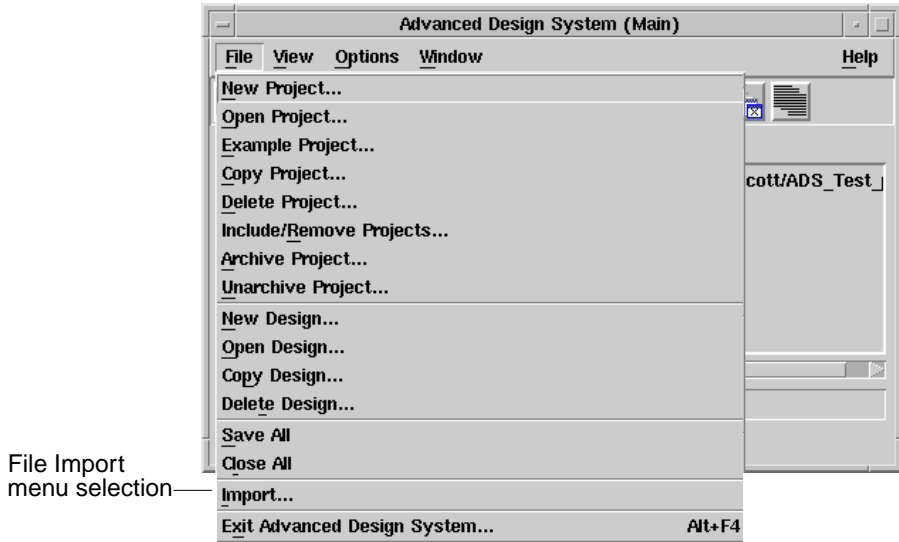 Advanced Design System (Main)
File View Options Window Help
New Project...
Open Project...
Example Project...
Copy Project...
cott/ADS_Test_
Delete Project...
Include/Remove Projects...
Archive Project...
Unarchive Project...
New Design...
Open Design...
Copy Design...
Delete Design...
Save All
Close All
File Import
menu selection
Import...
Exit Advanced Design System... Alt+F4